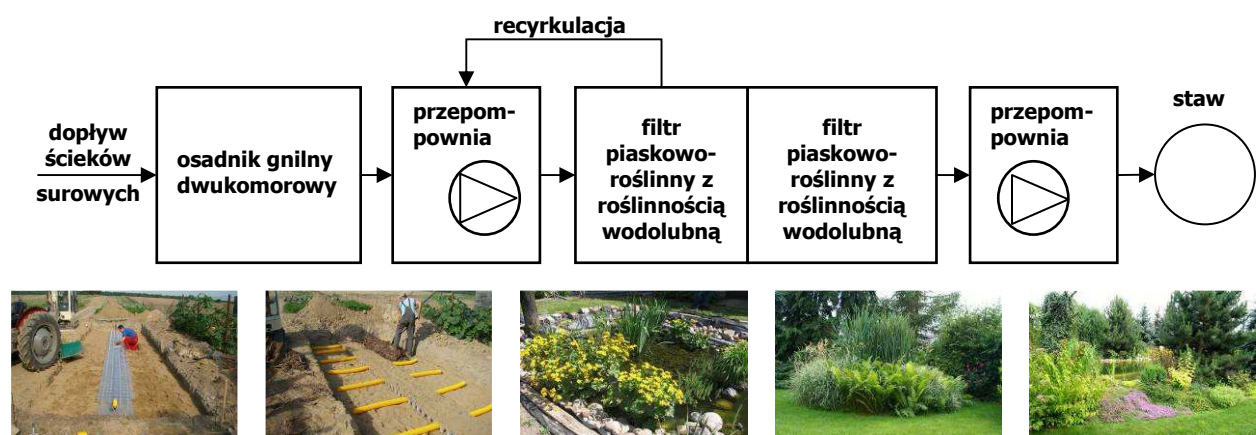 recyrkulacja
dopływ
ścieków
surowych
osadnik gnilny
dwukomorowy
przepom-
pownia
filtr
piaskowo-
roślinny z
roślinnością
wodolubną
filtr
piaskowo-
roślinny z
roślinnością
wodolubną
przepom-
pownia
staw